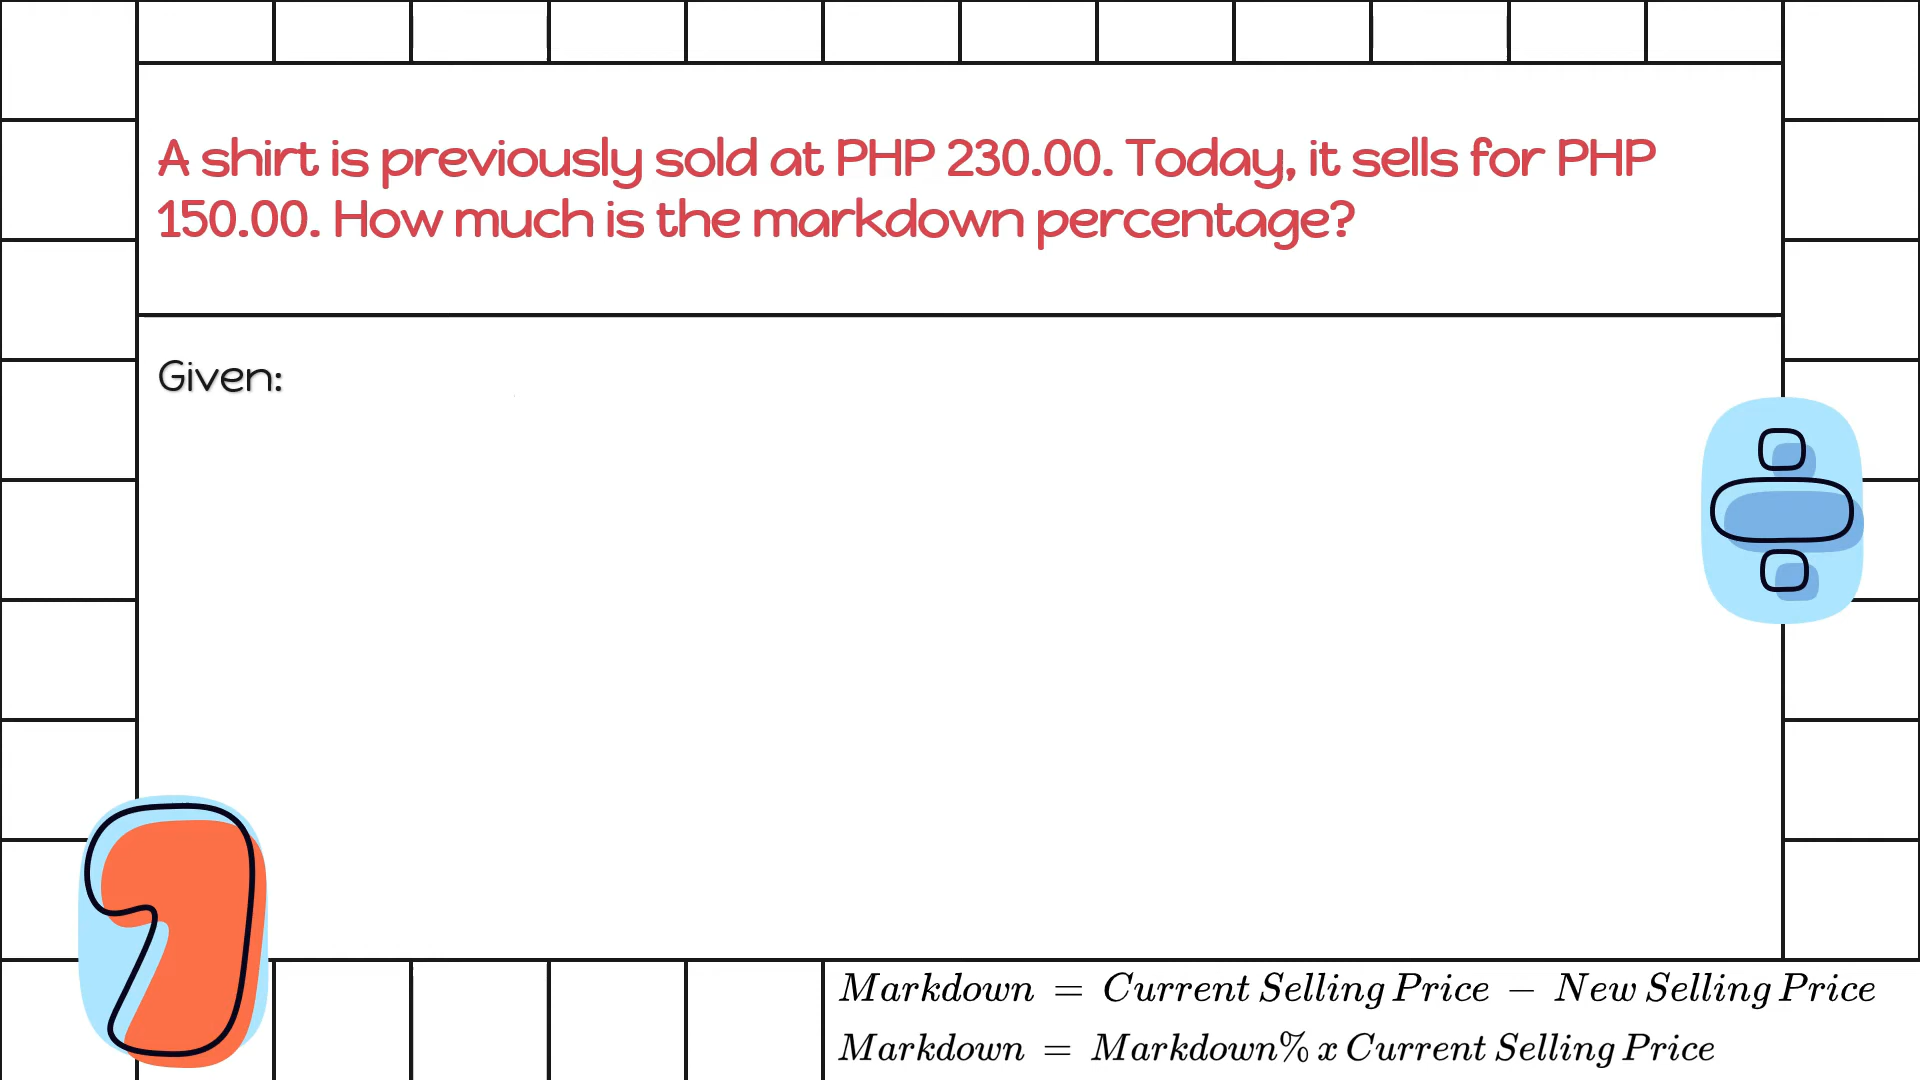 A shirt is previously sold at PHP 230.00. Today, it sells for PHP
150.00. How much is the markdown percentage?
Given:
Markdown = Current Selling Price − New Selling Price
Markdown = Markdown% x Current Selling Price